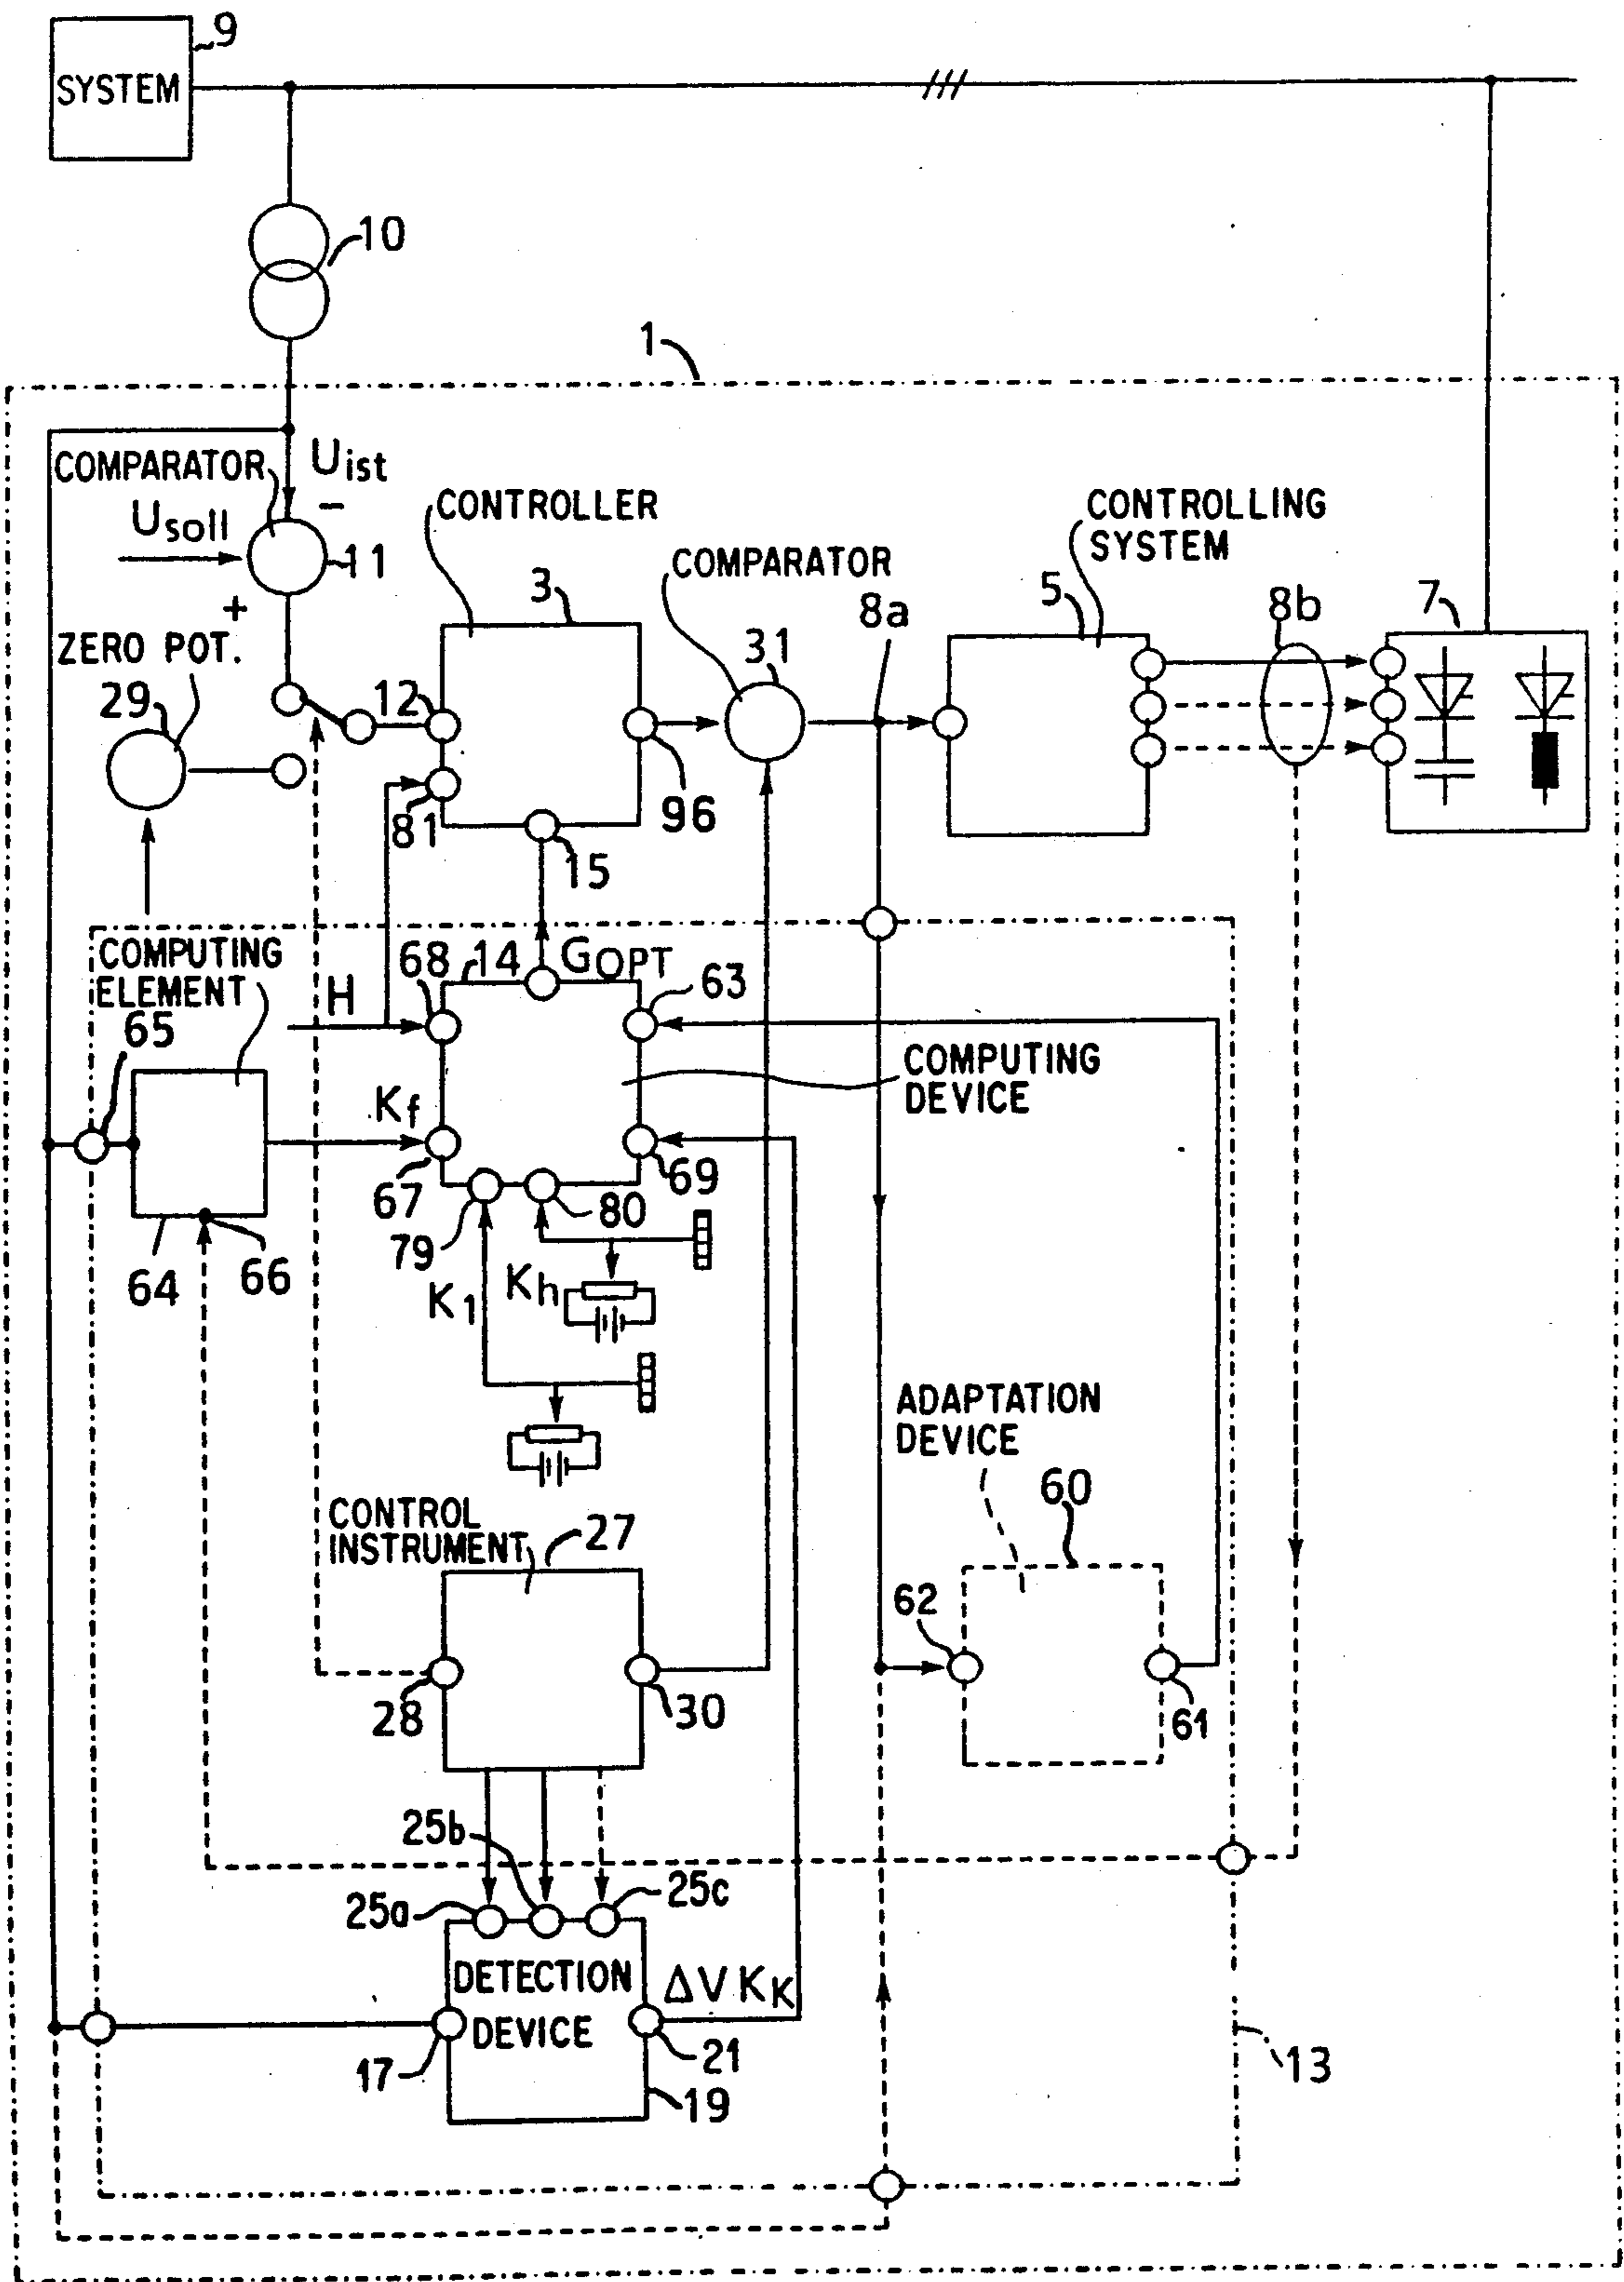 9
SYSTEM
10
1
COMPARATOR
Uist
-
Usoll
11
+
CONTROLLER
COMPARATOR
CONTROLLING
SYSTEM
3
8a
5
8b
7
31
ZERO POT.
29
12
81
96
15
COMPUTING
ELEMENT
65
H
68
14
GOPT
63
COMPUTING
DEVICE
Kf
67
69
79
80
64
66
K1
Kh
ADAPTATION
DEVICE
60
CONTROL
INSTRUMENT
27
62
28
30
61
25b
25a
25c
DETECTION
DEVICE
ΔV KK
17
21
19
13